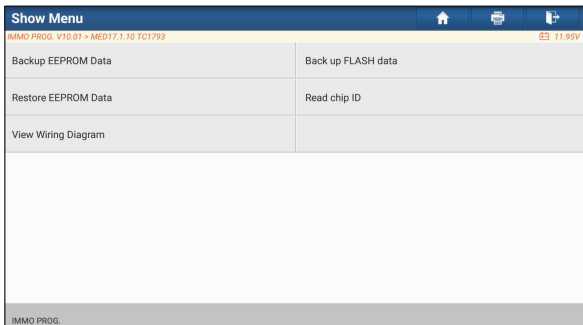 Show Menu
IMMO PROG. V10.01 > MED17.1.10 TC1793
11.95V
Backup EEPROM Data
Back up FLASH data
Restore EEPROM Data
Read chip ID
View Wiring Diagram
IMMO PROG.